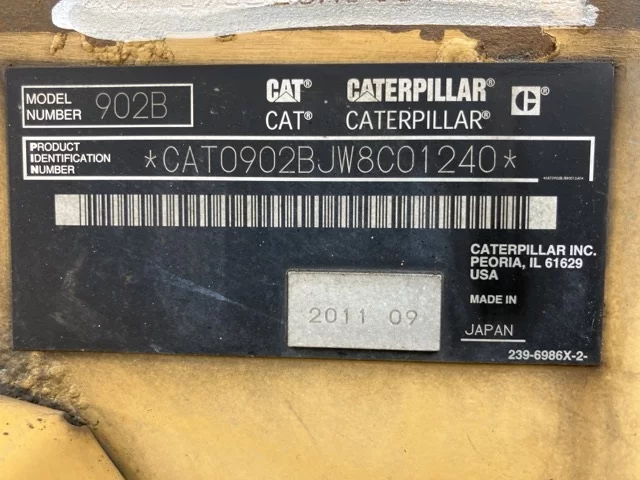 MODEL NUMBER 902B
CAT® CATERPILLAR® C®
CAT® CATERPILLAR®
PRODUCT IDENTIFICATION NUMBER *CAT0902BJW8C01240*
CATERPILLAR INC.
PEORIA, IL 61629
USA
MADE IN
2011 09
JAPAN
239-6986X-2-